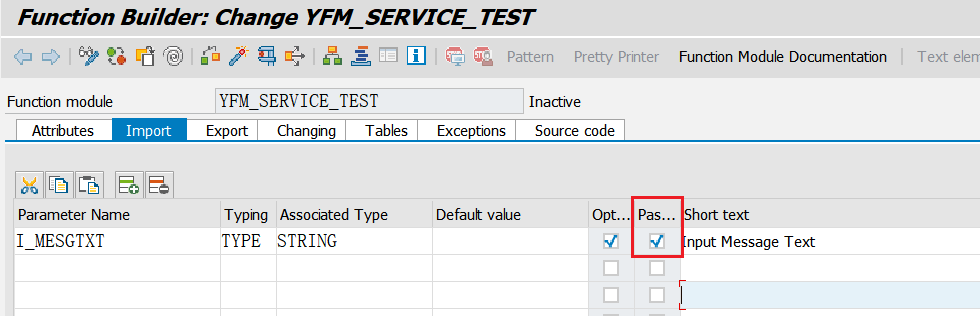 Function Builder: Change YFM_SERVICE_TEST
Pattern Pretty Printer Function Module Documentation Text elem
Function module YFM_SERVICE_TEST Inactive
Attributes Import Export Changing Tables Exceptions Source code
Parameter Name Typing Associated Type Default value Opt... Pas... Short text
I_MESGTXT TYPE STRING Input Message Text